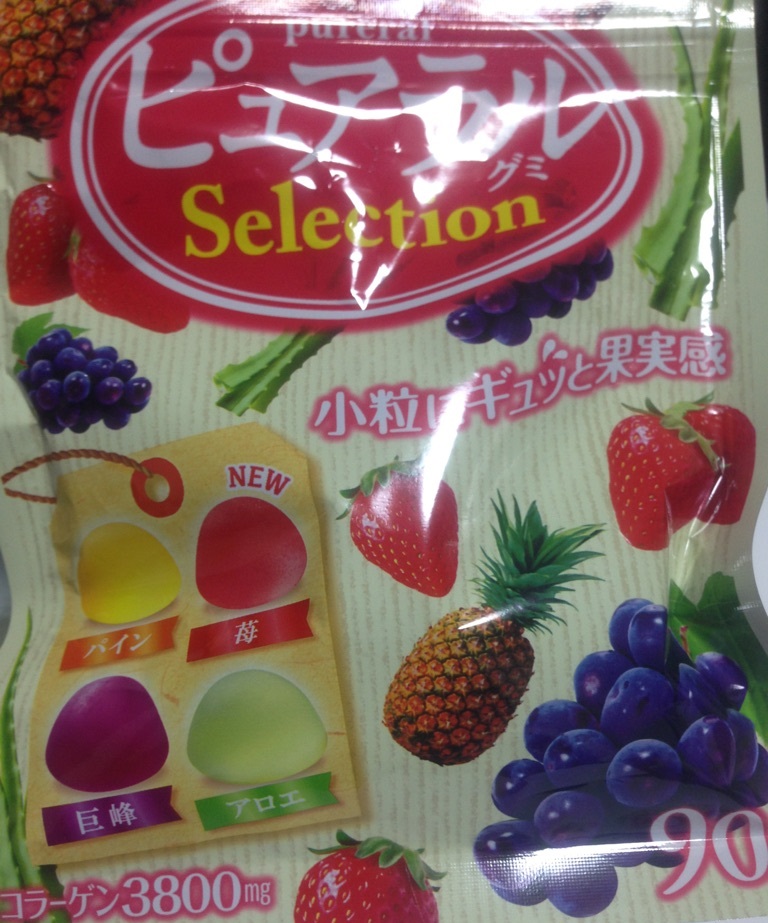 pureral
ピュアラル
グミ
Selection
小粒にギュッと果実感
NEW
パイン
苺
巨峰
アロエ
コラーゲン3800mg
90